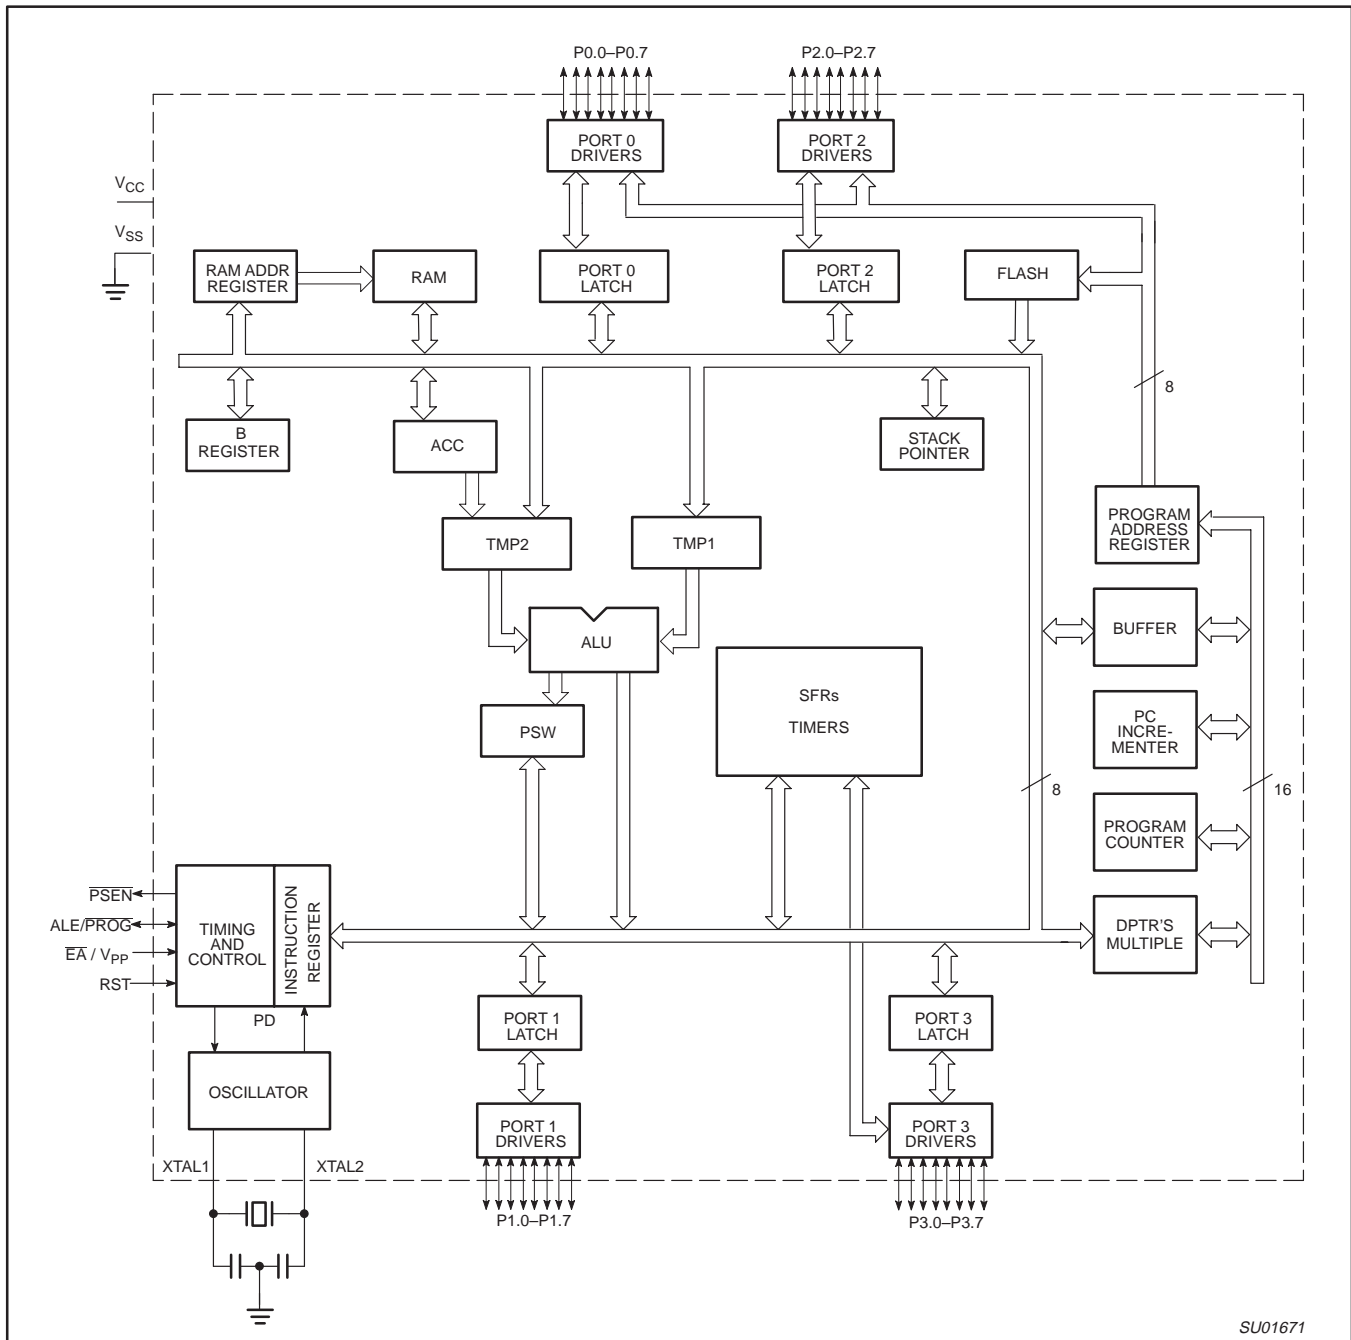 P0.0–P0.7
P2.0–P2.7
PORT 0
DRIVERS
PORT 2
DRIVERS
VCC
VSS
RAM ADDR
REGISTER
RAM
PORT 0
LATCH
PORT 2
LATCH
FLASH
8
B
REGISTER
ACC
STACK
POINTER
TMP2
TMP1
PROGRAM
ADDRESS
REGISTER
ALU
BUFFER
SFRs
TIMERS
PSW
PC
INCRE-
MENTER
8
16
PROGRAM
COUNTER
PSEN
ALE/PROG
EA / VPP
RST
TIMING
AND
CONTROL
INSTRUCTION
REGISTER
DPTR'S
MULTIPLE
PD
PORT 1
LATCH
PORT 3
LATCH
OSCILLATOR
PORT 1
DRIVERS
PORT 3
DRIVERS
XTAL1
XTAL2
P1.0–P1.7
P3.0–P3.7
SU01671